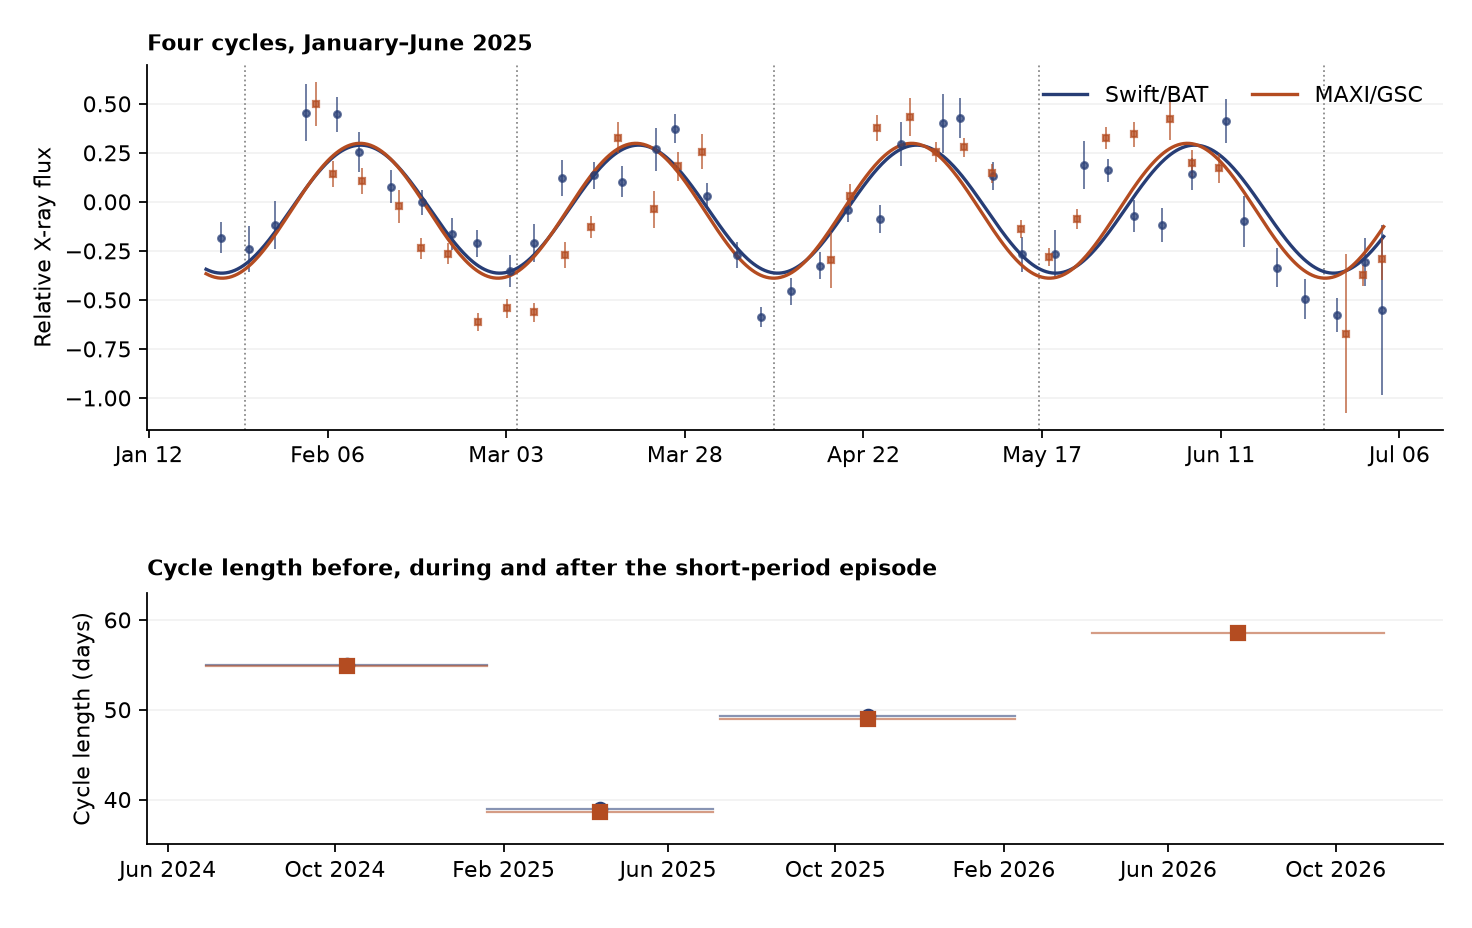 Four cycles, January–June 2025
Swift/BAT MAXI/GSC
Relative X-ray flux
0.50
0.25
0.00
−0.25
−0.50
−0.75
−1.00
Jan 12 Feb 06 Mar 03 Mar 28 Apr 22 May 17 Jun 11 Jul 06
Cycle length before, during and after the short-period episode
Cycle length (days)
60
50
40
Jun 2024 Oct 2024 Feb 2025 Jun 2025 Oct 2025 Feb 2026 Jun 2026 Oct 2026